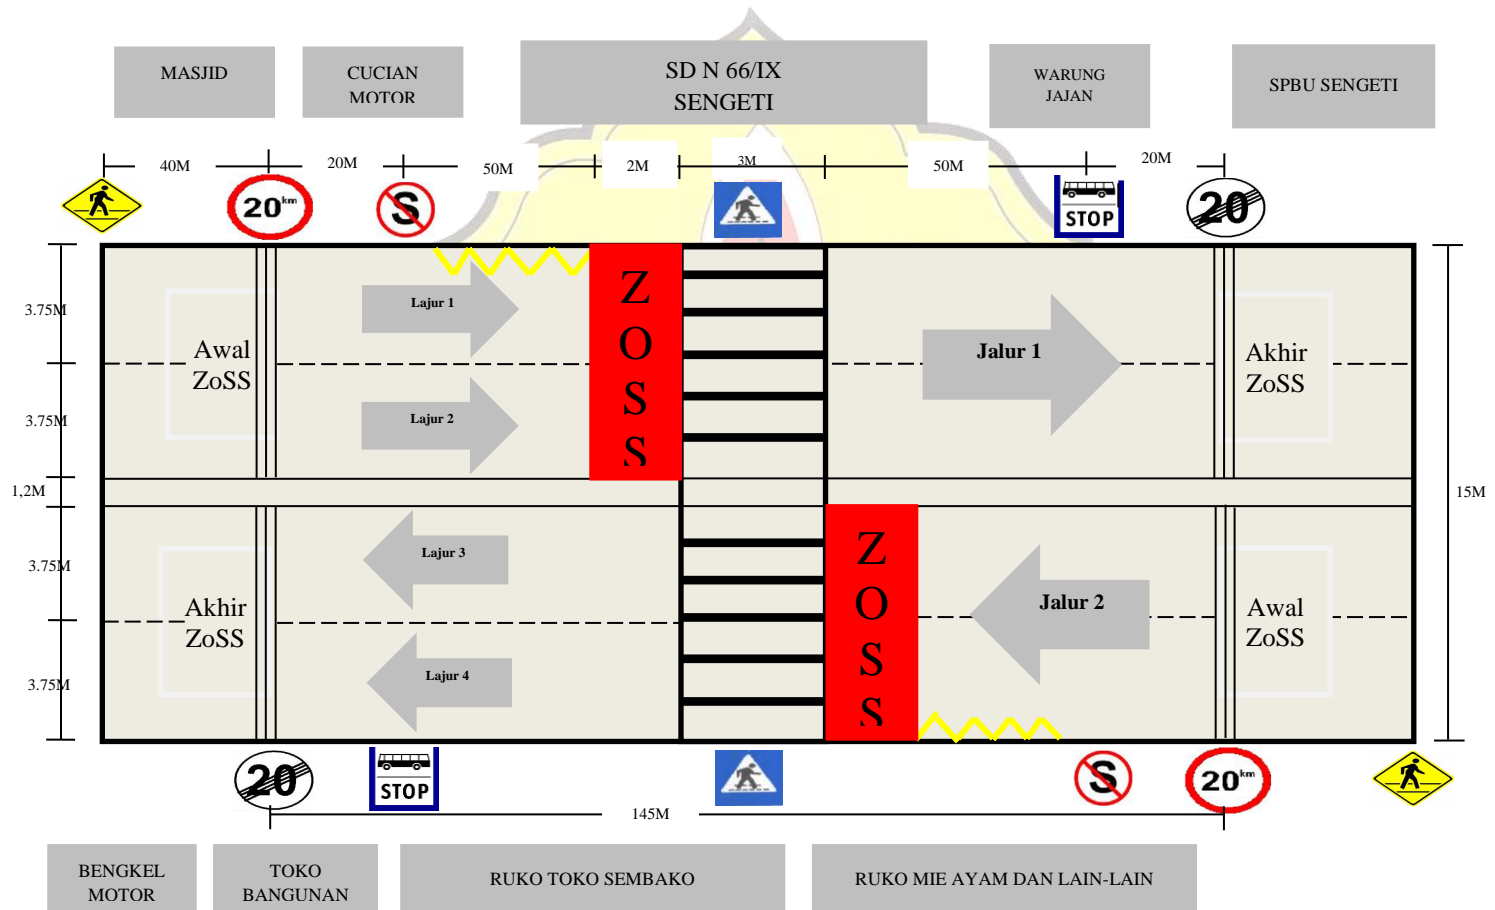 MASJID
CUCIAN
MOTOR
SD N 66/IX
SENGETI
WARUNG
JAJAN
SPBU SENGETI
40M
20M
50M
2M
3M
50M
20M
20km
S
STOP
20
3.75M
3.75M
1,2M
3.75M
3.75M
15M
Awal
ZoSS
Lajur 1
Lajur 2
Z
O
S
S
Jalur 1
Akhir
ZoSS
Akhir
ZoSS
Lajur 3
Lajur 4
Z
O
S
S
Jalur 2
Awal
ZoSS
20
STOP
S
20km
145M
BENGKEL
MOTOR
TOKO
BANGUNAN
RUKO TOKO SEMBAKO
RUKO MIE AYAM DAN LAIN-LAIN